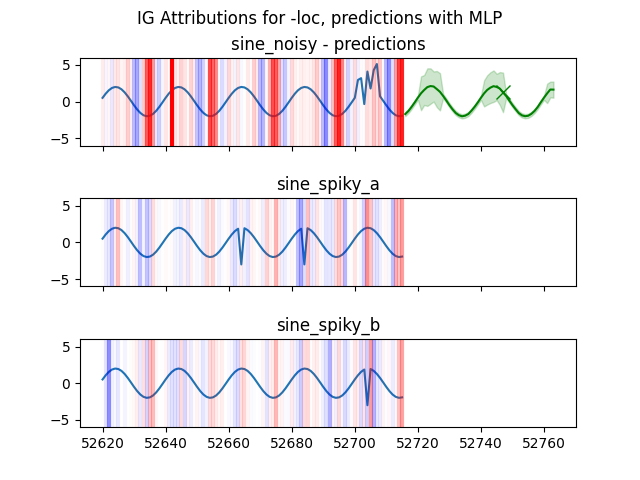 IG Attributions for -loc, predictions with MLP
sine_noisy - predictions
5
0
−5
sine_spiky_a
5
0
−5
sine_spiky_b
5
0
−5
52620 52640 52660 52680 52700 52720 52740 52760